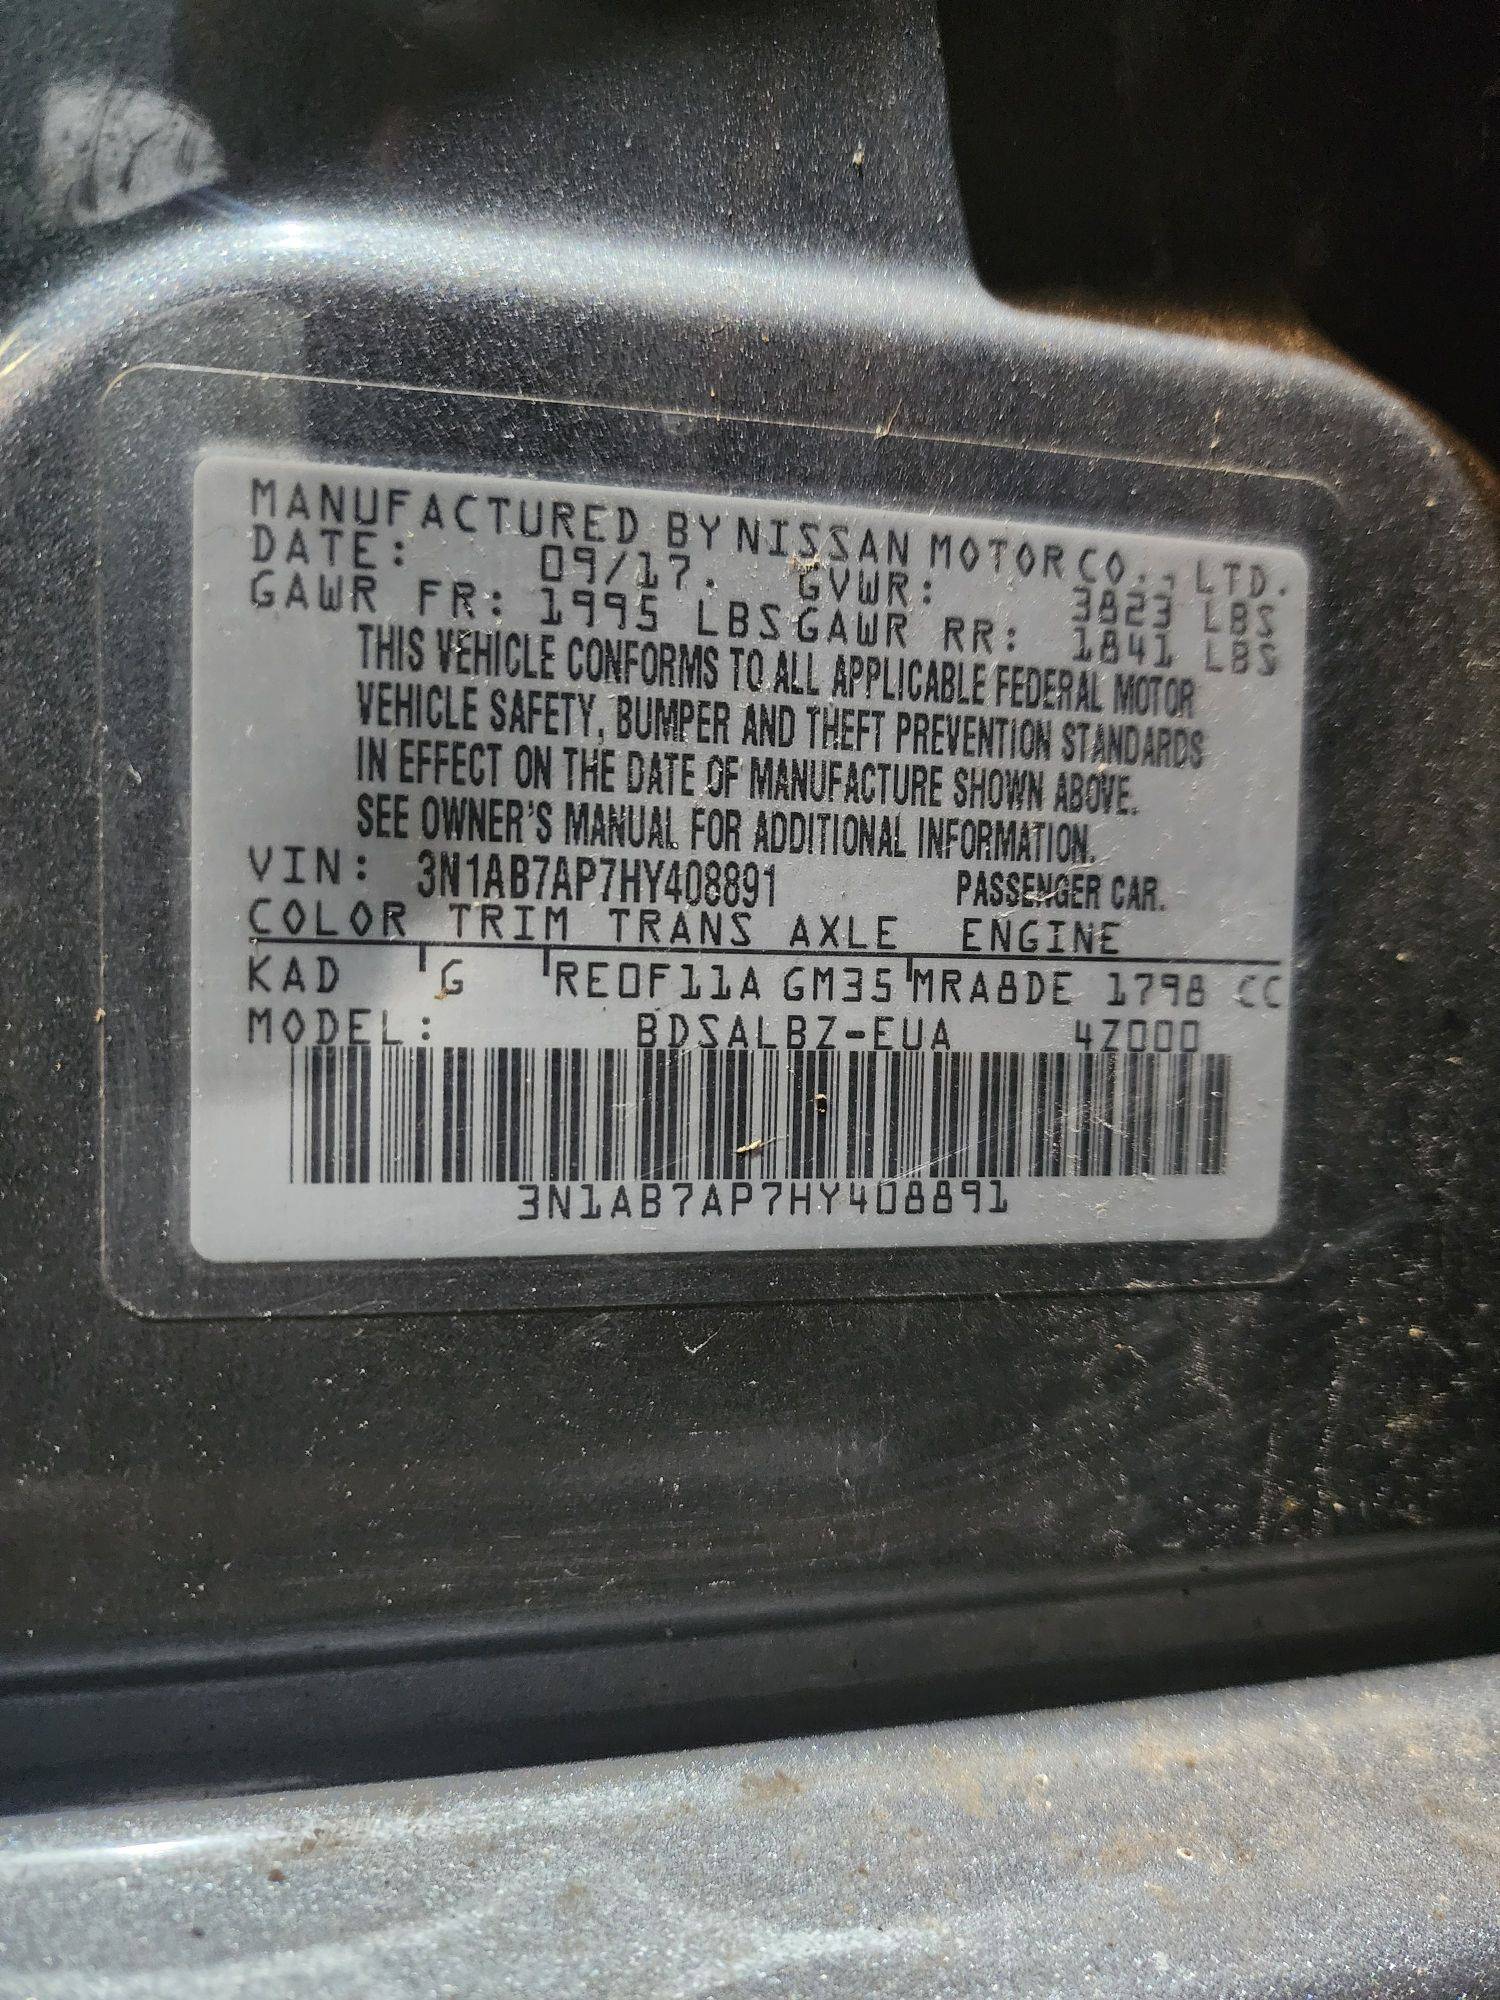 MANUFACTURED BY NISSAN MOTOR CO., LTD.
DATE: 09/17. GVWR: 3823 LBS
GAWR FR: 1995 LBS GAWR RR: 1841 LBS
THIS VEHICLE CONFORMS TO ALL APPLICABLE FEDERAL MOTOR
VEHICLE SAFETY, BUMPER AND THEFT PREVENTION STANDARDS
IN EFFECT ON THE DATE OF MANUFACTURE SHOWN ABOVE.
SEE OWNER'S MANUAL FOR ADDITIONAL INFORMATION.
VIN: 3N1AB7AP7HY408891 PASSENGER CAR.
COLOR TRIM TRANS AXLE ENGINE
KAD G RE0F11A GM35 MRA8DE 1798 CC
MODEL: BDSALBZ-EUA 4Z000
3N1AB7AP7HY408891